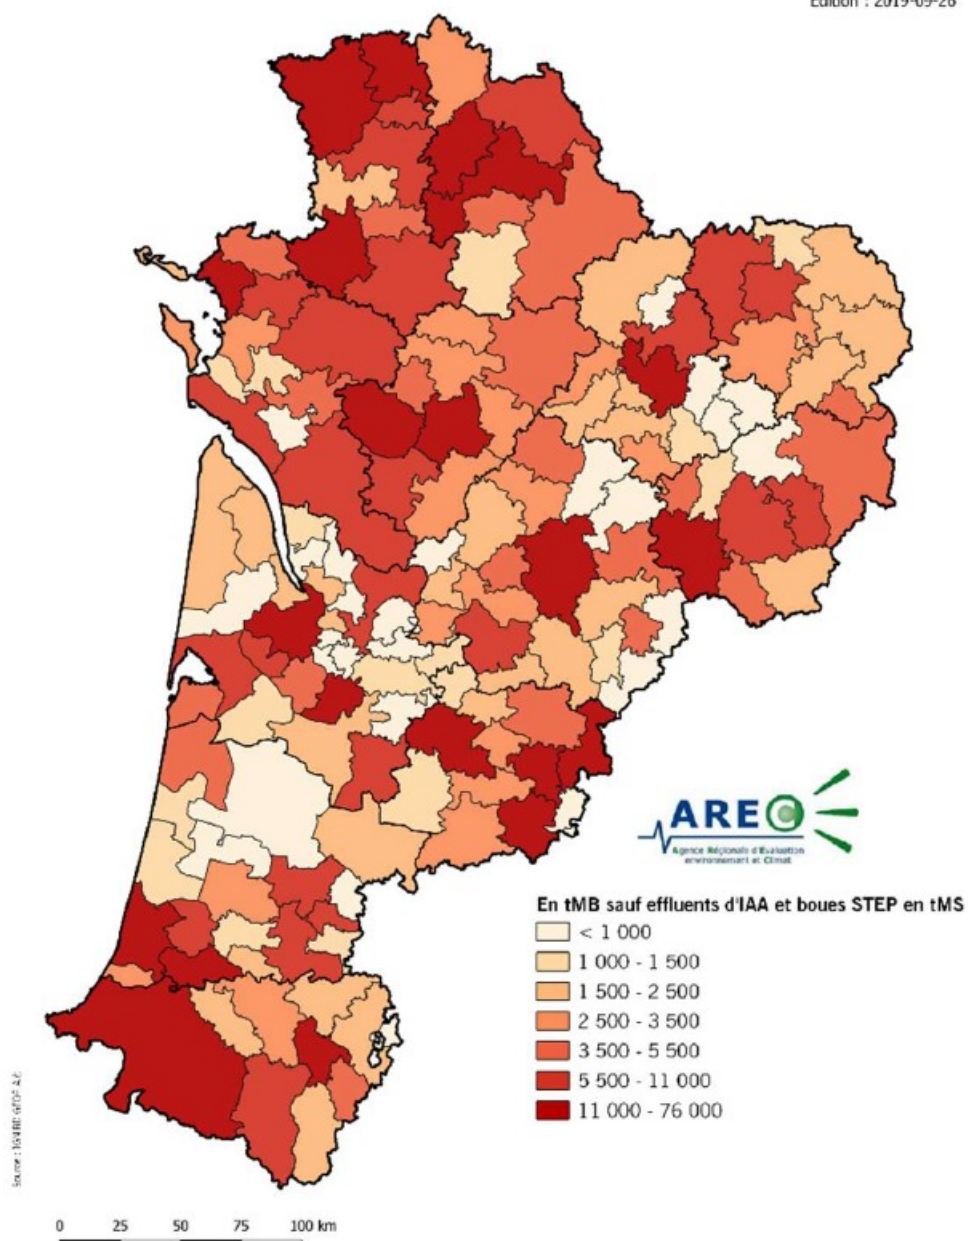 Edition : 2019-09-26
AREC
Agence Régionale d'Evaluation
environnement et Climat
En tMB sauf effluents d'IAA et boues STEP en tMS
< 1 000
1 000 - 1 500
1 500 - 2 500
2 500 - 3 500
3 500 - 5 500
5 500 - 11 000
11 000 - 76 000
0 25 50 75 100 km